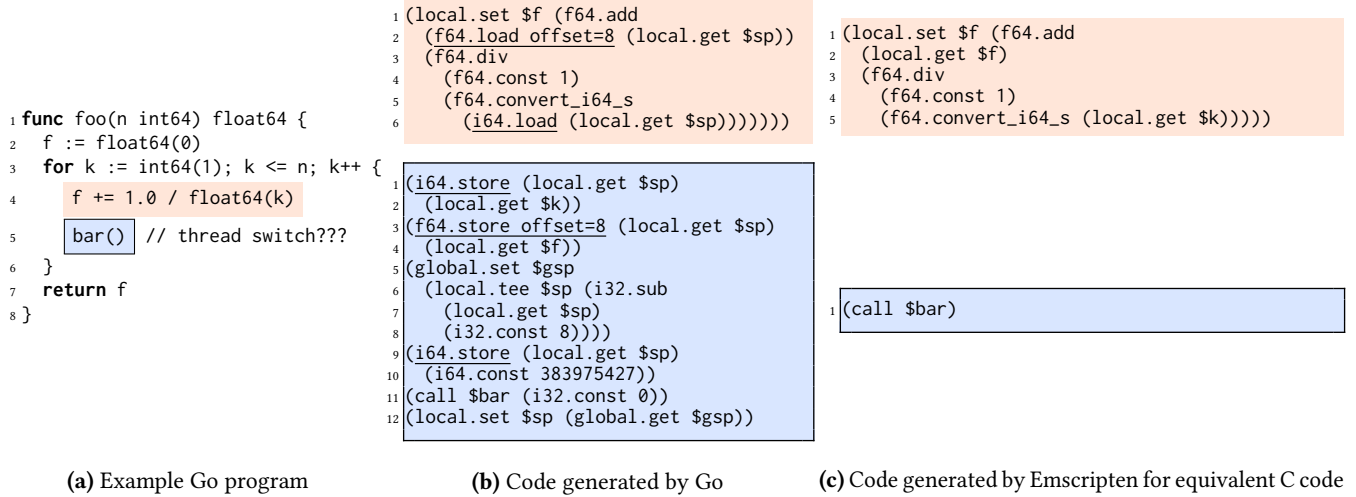 1 func foo(n int64) float64 {
2 f := float64(0)
3 for k := int64(1); k <= n; k++ {
4 f += 1.0 / float64(k)
5 bar() // thread switch???
6 }
7 return f
8 }
(a) Example Go program
1 (local.set $f (f64.add
2 (f64.load offset=8 (local.get $sp))
3 (f64.div
4 (f64.const 1)
5 (f64.convert_i64_s
6 (i64.load (local.get $sp)))))))
1 (i64.store (local.get $sp)
2 (local.get $k))
3 (f64.store offset=8 (local.get $sp)
4 (local.get $f))
5 (global.set $gsp
6 (local.tee $sp (i32.sub
7 (local.get $sp)
8 (i32.const 8))))
9 (i64.store (local.get $sp)
10 (i64.const 383975427))
11 (call $bar (i32.const 0))
12 (local.set $sp (global.get $gsp))
(b) Code generated by Go
1 (local.set $f (f64.add
2 (local.get $f)
3 (f64.div
4 (f64.const 1)
5 (f64.convert_i64_s (local.get $k)))))
1 (call $bar)
(c) Code generated by Emscripten for equivalent C code